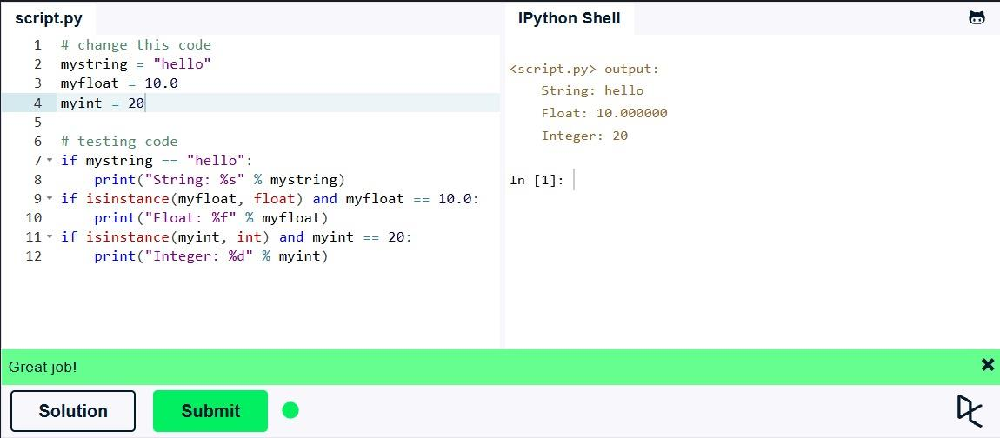 script.py
1 # change this code
2 mystring = "hello"
3 myfloat = 10.0
4 myint = 20
5
6 # testing code
7 if mystring == "hello":
8     print("String: %s" % mystring)
9 if isinstance(myfloat, float) and myfloat == 10.0:
10     print("Float: %f" % myfloat)
11 if isinstance(myint, int) and myint == 20:
12     print("Integer: %d" % myint)
IPython Shell
<script.py> output:
    String: hello
    Float: 10.000000
    Integer: 20
In [1]:
Great job!
Solution
Submit